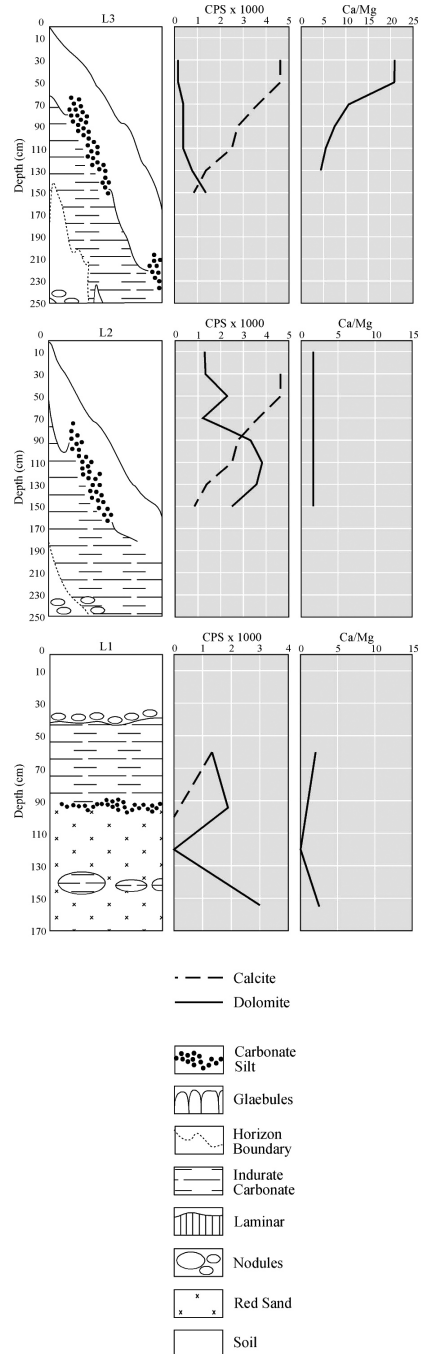 L3
CPS x 1000
Ca/Mg
0 1 2 3 4 5
0 5 10 15 20 25
Depth (cm)
0
10
30
50
70
90
110
130
150
170
190
210
230
250
L2
CPS x 1000
Ca/Mg
0 1 2 3 4 5
0 5 10 15
Depth (cm)
10
30
50
70
90
110
130
150
170
190
210
230
250
L1
CPS x 1000
Ca/Mg
0 1 2 3 4
0 5 10 15
Depth (cm)
0
10
30
50
70
90
110
130
150
170
Calcite
Dolomite
Carbonate
Silt
Glaebules
Horizon
Boundary
Indurate
Carbonate
Laminar
Nodules
Red Sand
Soil